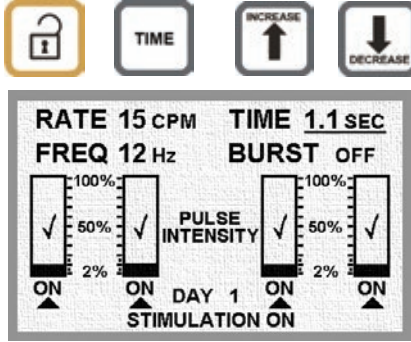 TIME INCREASE DECREASE
RATE 15 CPM TIME 1.1 SEC
FREQ 12 Hz BURST OFF
100% 100%
50% PULSE 50%
INTENSITY
2% 2%
ON ON ON ON
DAY 1
STIMULATION ON